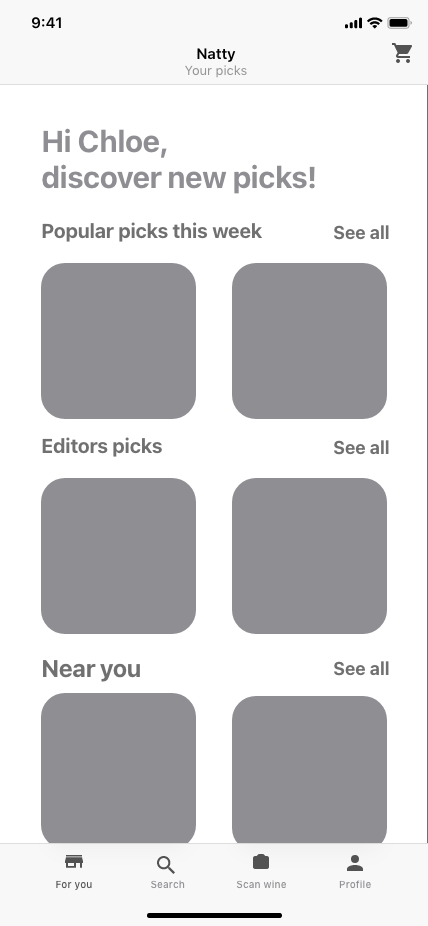 9:41
Natty
Your picks
Hi Chloe,
discover new picks!
Popular picks this week
See all
Editors picks
See all
Near you
See all
For you
Search
Scan wine
Profile